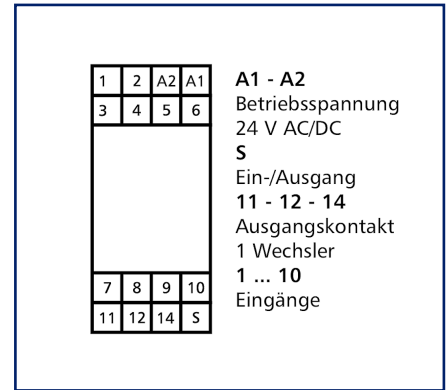 1 2 A2 A1
3 4 5 6
7 8 9 10
11 12 14 S
A1 - A2
Betriebsspannung
24 V AC/DC
S
Ein-/Ausgang
11 - 12 - 14
Ausgangskontakt
1 Wechsler
1 ... 10
Eingänge